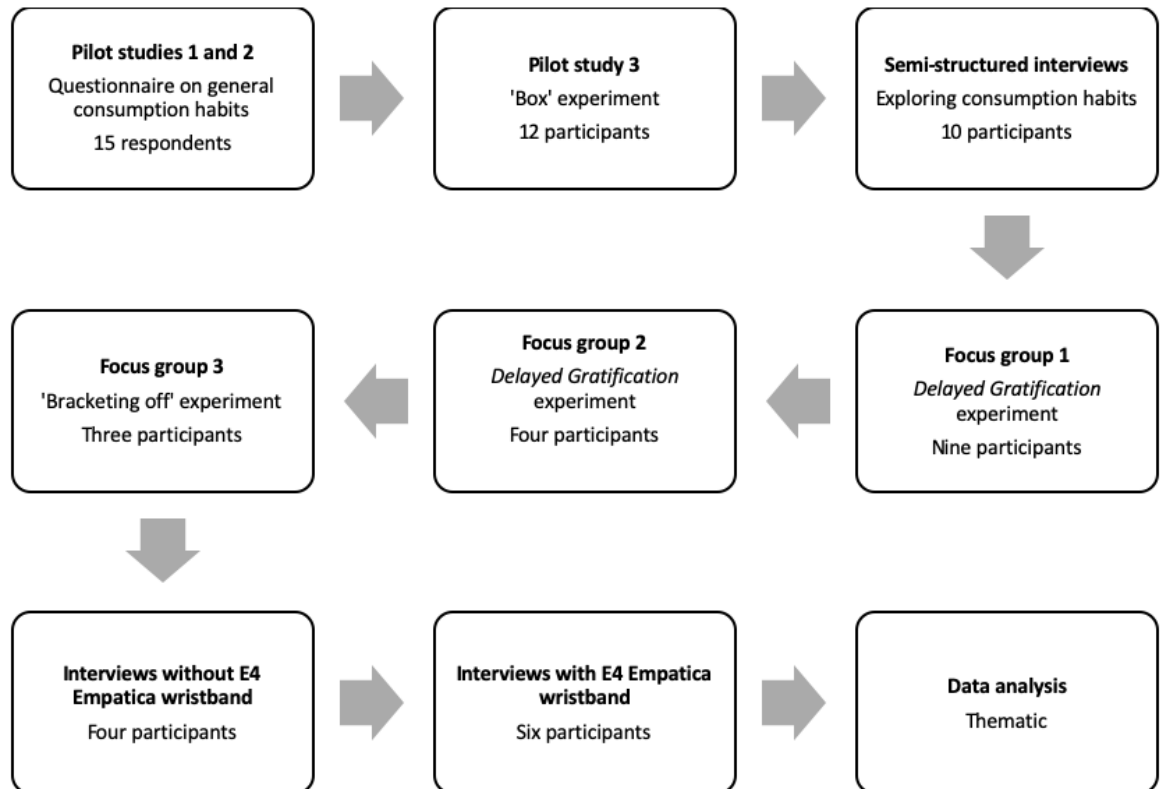 Pilot studies 1 and 2
Questionnaire on general
consumption habits
15 respondents
Pilot study 3
'Box' experiment
12 participants
Semi-structured interviews
Exploring consumption habits
10 participants
Focus group 1
Delayed Gratification
experiment
Nine participants
Focus group 2
Delayed Gratification
experiment
Four participants
Focus group 3
'Bracketing off' experiment
Three participants
Interviews without E4
Empatica wristband
Four participants
Interviews with E4 Empatica
wristband
Six participants
Data analysis
Thematic